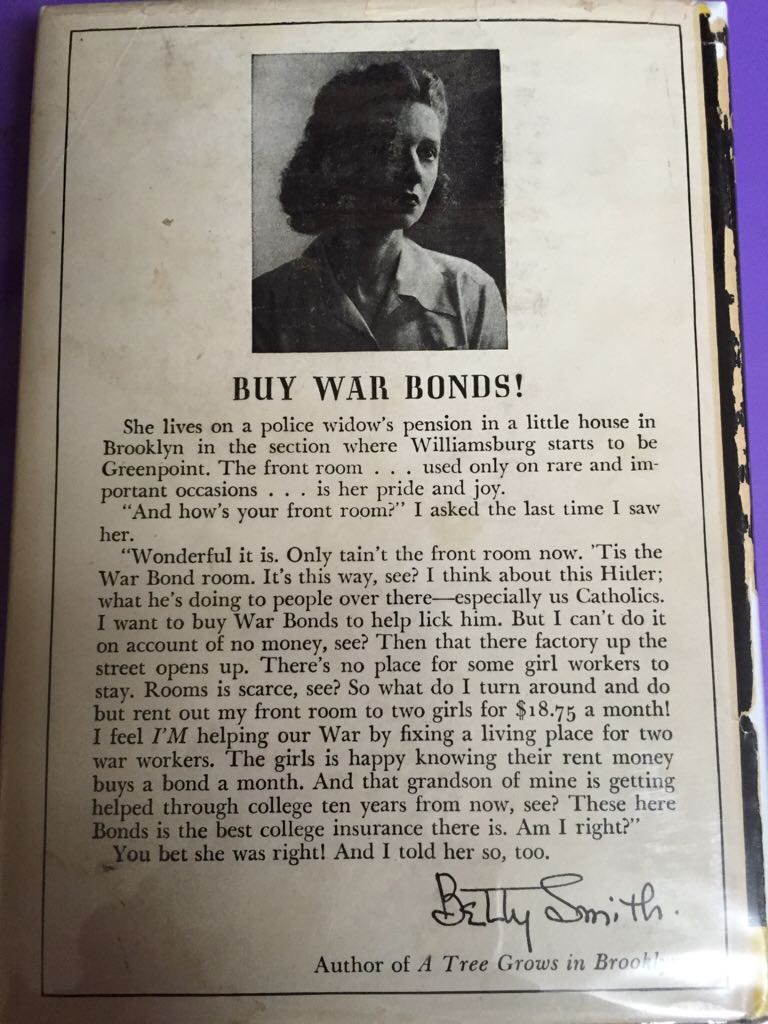 BUY WAR BONDS!
She lives on a police widow's pension in a little house in
Brooklyn in the section where Williamsburg starts to be
Greenpoint. The front room . . . used only on rare and im-
portant occasions . . . is her pride and joy.
"And how's your front room?" I asked the last time I saw
her.
"Wonderful it is. Only tain't the front room now. 'Tis the
War Bond room. It's this way, see? I think about this Hitler;
what he's doing to people over there—especially us Catholics.
I want to buy War Bonds to help lick him. But I can't do it
on account of no money, see? Then that there factory up the
street opens up. There's no place for some girl workers to
stay. Rooms is scarce, see? So what do I turn around and do
but rent out my front room to two girls for $18.75 a month!
I feel I'M helping our War by fixing a living place for two
war workers. The girls is happy knowing their rent money
buys a bond a month. And that grandson of mine is getting
helped through college ten years from now, see? These here
Bonds is the best college insurance there is. Am I right?"
You bet she was right! And I told her so, too.
Betty Smith.
Author of A Tree Grows in